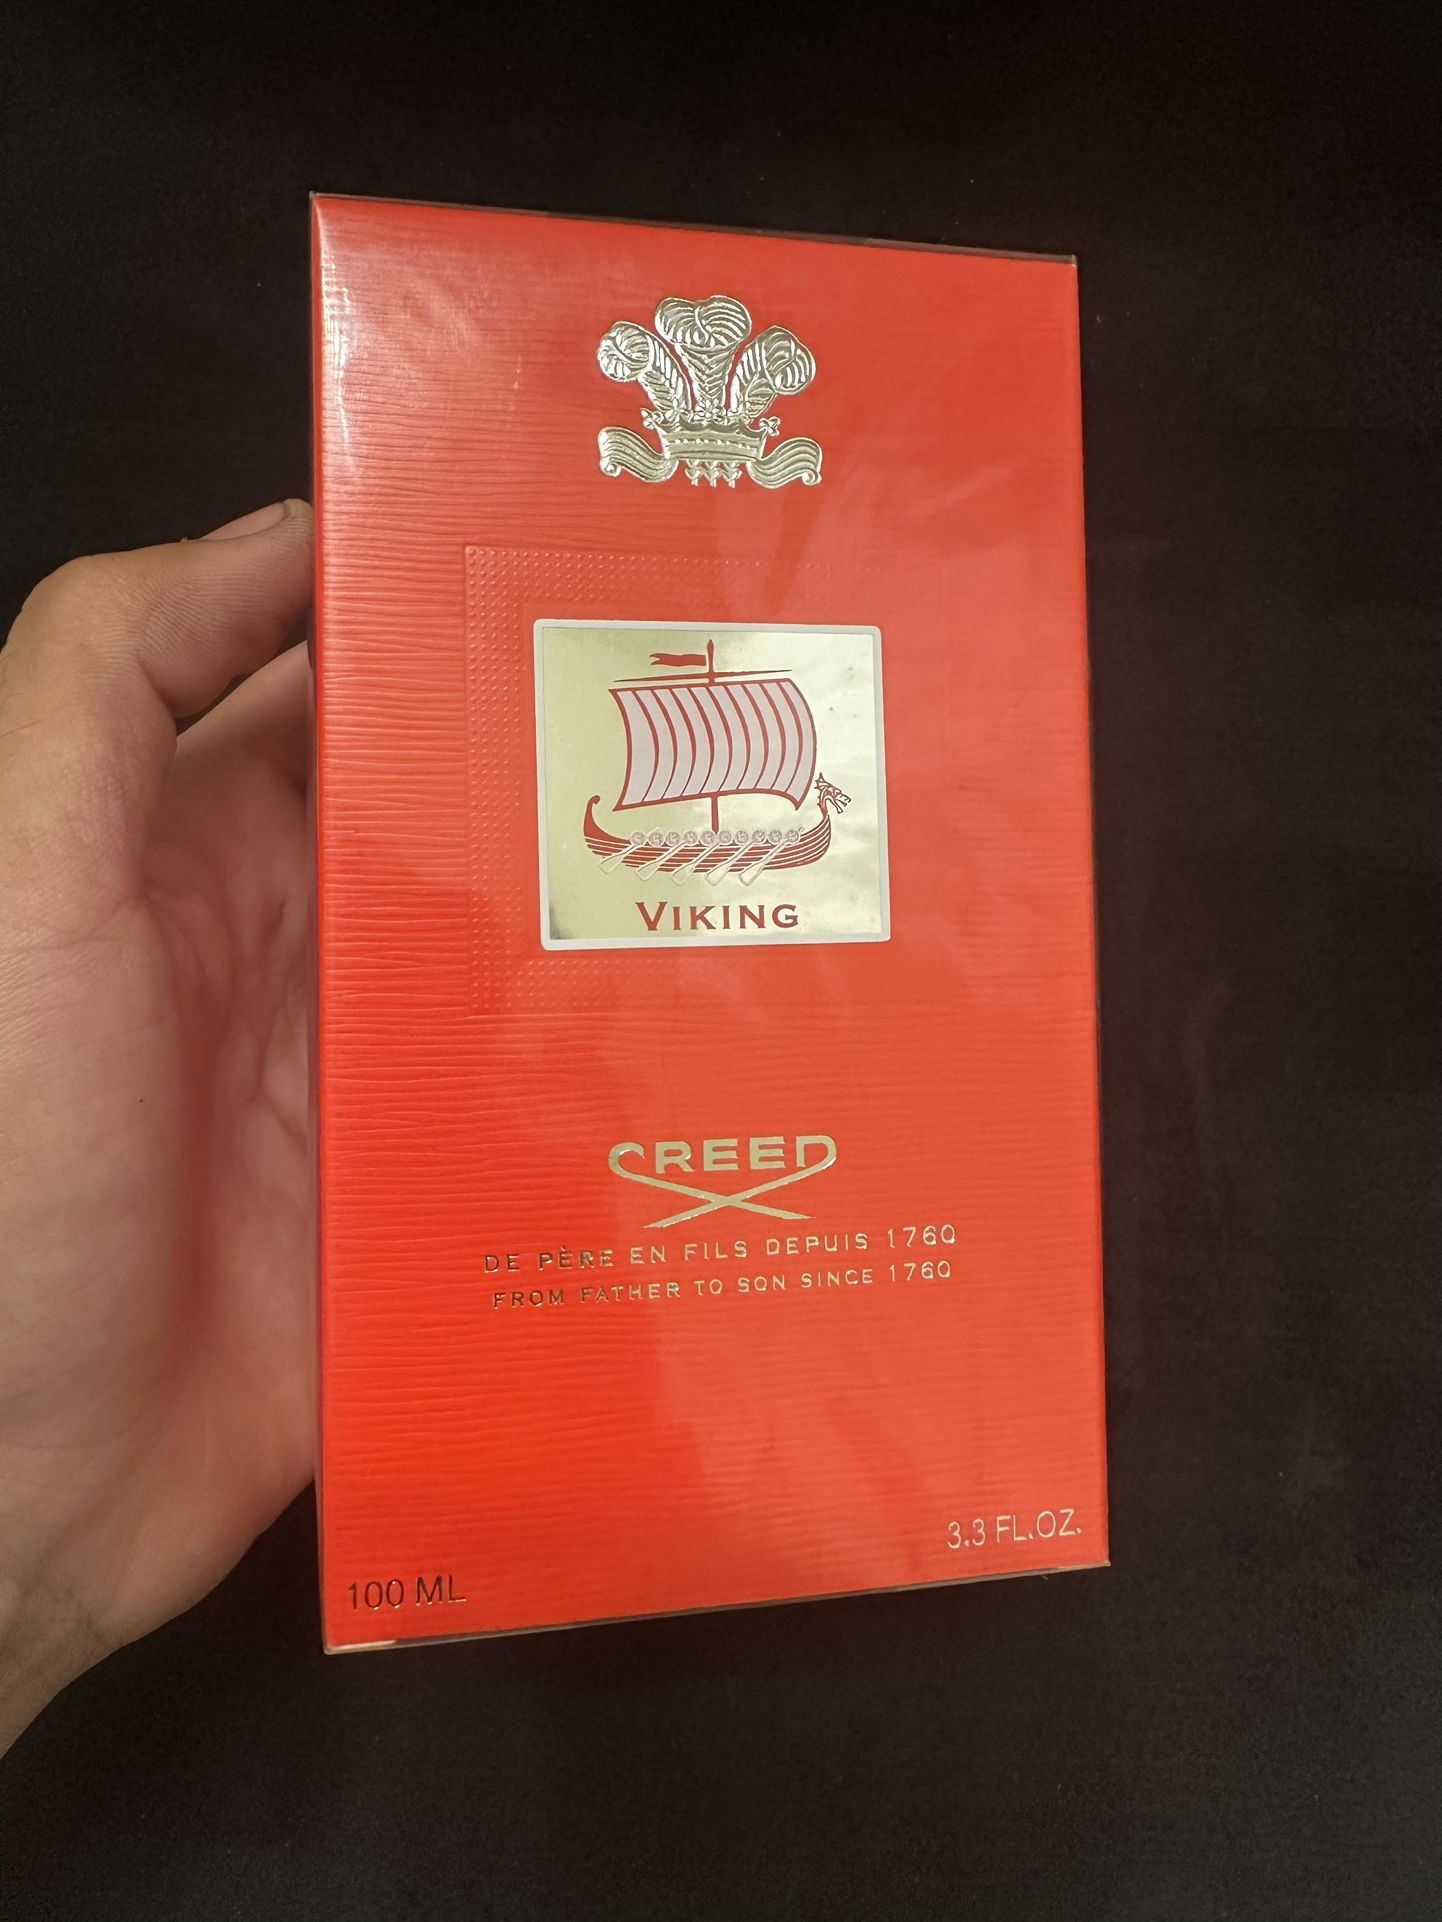 VIKING
CREED
DE PÈRE EN FILS DEPUIS 1760
FROM FATHER TO SON SINCE 1760
3.3 FL.OZ.
100 ML